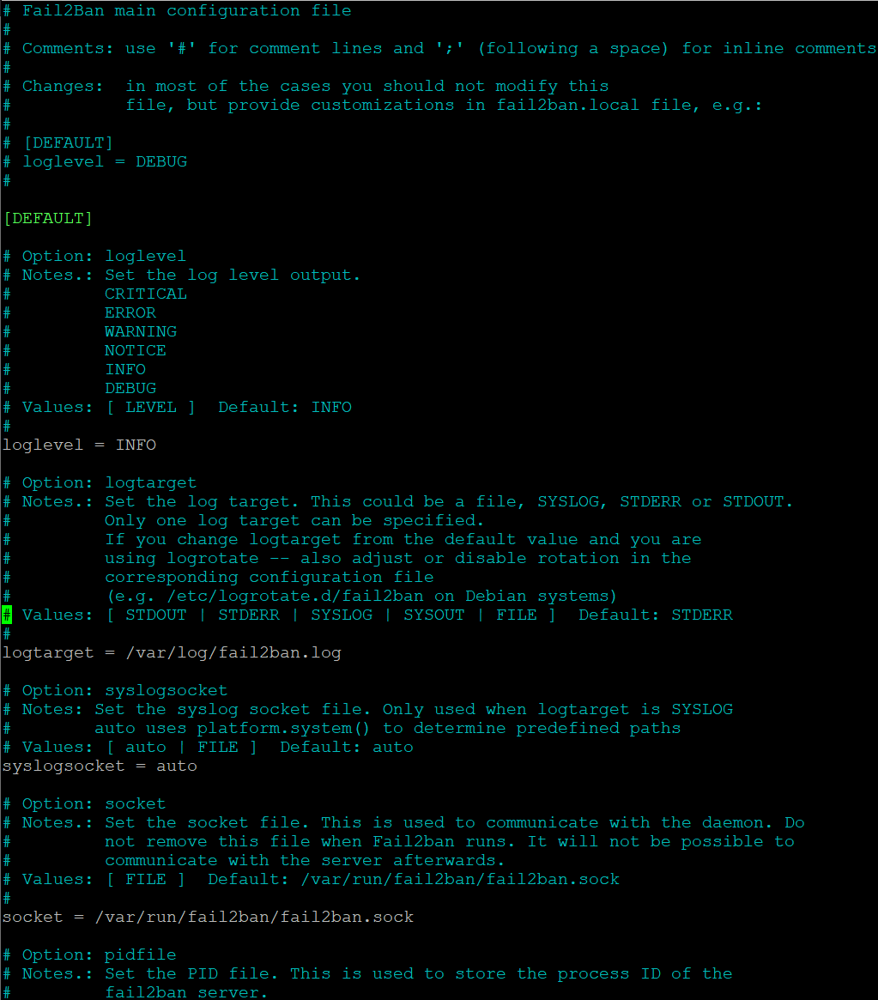 # Fail2Ban main configuration file
#
# Comments: use '#' for comment lines and ';' (following a space) for inline comments
#
# Changes:  in most of the cases you should not modify this
#           file, but provide customizations in fail2ban.local file, e.g.:
#
# [DEFAULT]
# loglevel = DEBUG
#
[DEFAULT]
# Option: loglevel
# Notes.: Set the log level output.
#         CRITICAL
#         ERROR
#         WARNING
#         NOTICE
#         INFO
#         DEBUG
# Values: [ LEVEL ]  Default: INFO
#
loglevel = INFO
# Option: logtarget
# Notes.: Set the log target. This could be a file, SYSLOG, STDERR or STDOUT.
#         Only one log target can be specified.
#         If you change logtarget from the default value and you are
#         using logrotate -- also adjust or disable rotation in the
#         corresponding configuration file
#         (e.g. /etc/logrotate.d/fail2ban on Debian systems)
# Values: [ STDOUT | STDERR | SYSLOG | SYSOUT | FILE ]  Default: STDERR
#
logtarget = /var/log/fail2ban.log
# Option: syslogsocket
# Notes: Set the syslog socket file. Only used when logtarget is SYSLOG
#        auto uses platform.system() to determine predefined paths
# Values: [ auto | FILE ]  Default: auto
syslogsocket = auto
# Option: socket
# Notes.: Set the socket file. This is used to communicate with the daemon. Do
#         not remove this file when Fail2ban runs. It will not be possible to
#         communicate with the server afterwards.
# Values: [ FILE ]  Default: /var/run/fail2ban/fail2ban.sock
#
socket = /var/run/fail2ban/fail2ban.sock
# Option: pidfile
# Notes.: Set the PID file. This is used to store the process ID of the
#         fail2ban server.